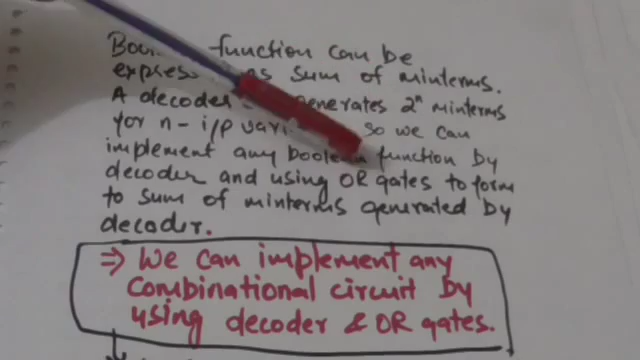 function can be
as sum of minterms.
A decoder generates 2ⁿ minterms
for n-i/p so we can
implement any boolean function by
decoder and using OR gates to form
to sum of minterms generated by
decoder.
⇒ We can implement any
combinational circuit by
using decoder & OR gates.